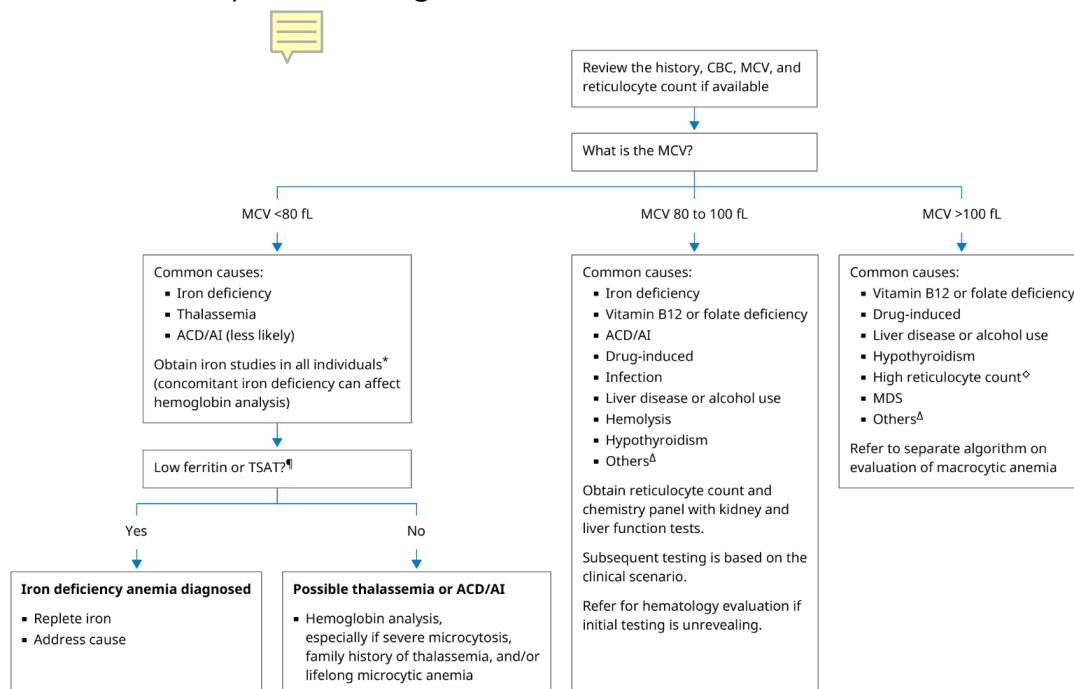 Review the history, CBC, MCV, and
reticulocyte count if available
What is the MCV?
MCV <80 fL
MCV 80 to 100 fL
MCV >100 fL
Common causes:
▪ Iron deficiency
▪ Thalassemia
▪ ACD/AI (less likely)
Obtain iron studies in all individuals*
(concomitant iron deficiency can affect
hemoglobin analysis)
Low ferritin or TSAT?¶
Yes
No
Iron deficiency anemia diagnosed
▪ Replete iron
▪ Address cause
Possible thalassemia or ACD/AI
▪ Hemoglobin analysis,
especially if severe microcytosis,
family history of thalassemia, and/or
lifelong microcytic anemia
Common causes:
▪ Iron deficiency
▪ Vitamin B12 or folate deficiency
▪ ACD/AI
▪ Drug-induced
▪ Infection
▪ Liver disease or alcohol use
▪ Hemolysis
▪ Hypothyroidism
▪ OthersΔ
Obtain reticulocyte count and
chemistry panel with kidney and
liver function tests.
Subsequent testing is based on the
clinical scenario.
Refer for hematology evaluation if
initial testing is unrevealing.
Common causes:
▪ Vitamin B12 or folate deficiency
▪ Drug-induced
▪ Liver disease or alcohol use
▪ Hypothyroidism
▪ High reticulocyte count◇
▪ MDS
▪ OthersΔ
Refer to separate algorithm on
evaluation of macrocytic anemia